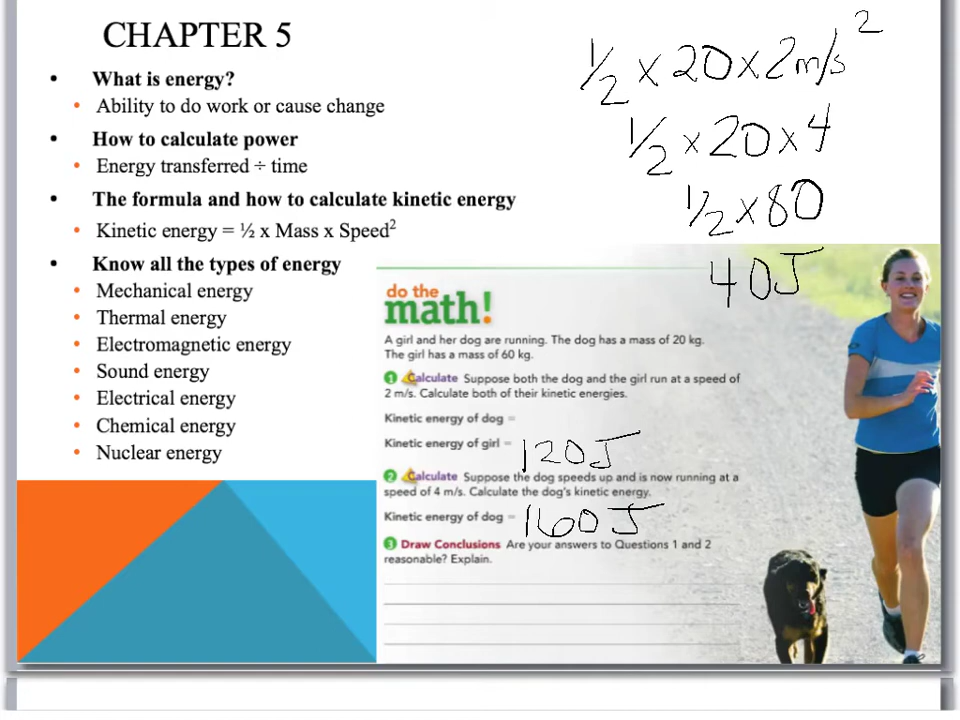 CHAPTER 5
• What is energy?
• Ability to do work or cause change
• How to calculate power
• Energy transferred ÷ time
• The formula and how to calculate kinetic energy
• Kinetic energy = ½ x Mass x Speed²
• Know all the types of energy
• Mechanical energy
• Thermal energy
• Electromagnetic energy
• Sound energy
• Electrical energy
• Chemical energy
• Nuclear energy
1/2 x 20 x 2 m/s²
1/2 x 20 x 4
1/2 x 80
40J
do the
math!
A girl and her dog are running. The dog has a mass of 20 kg.
The girl has a mass of 60 kg.
1 Calculate Suppose both the dog and the girl run at a speed of
2 m/s. Calculate both of their kinetic energies.
Kinetic energy of dog =
Kinetic energy of girl = 120J
2 Calculate Suppose the dog speeds up and is now running at a
speed of 4 m/s. Calculate the dog's kinetic energy.
Kinetic energy of dog = 160J
3 Draw Conclusions Are your answers to Questions 1 and 2
reasonable? Explain.